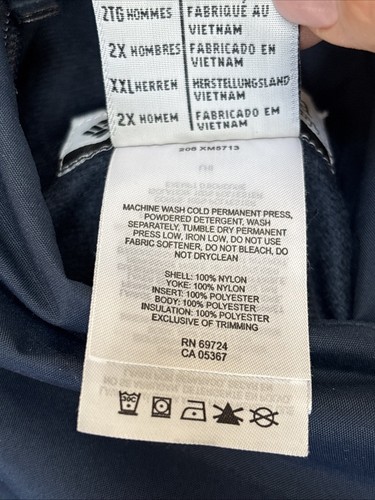 2TG HOMMES FABRIQUÉ AU VIETNAM
2X HOMBRES FABRICADO EN VIETNAM
XXL HERREN HERSTELLUNGSLAND VIETNAM
2X HOMEM FABRICADO EM VIETNAM
206 XM5713
MACHINE WASH COLD PERMANENT PRESS,
POWDERED DETERGENT, WASH
SEPARATELY, TUMBLE DRY PERMANENT
PRESS LOW, IRON LOW, DO NOT USE
FABRIC SOFTENER, DO NOT BLEACH, DO
NOT DRYCLEAN
SHELL: 100% NYLON
YOKE: 100% NYLON
INSERT: 100% POLYESTER
BODY: 100% POLYESTER
INSULATION: 100% POLYESTER
EXCLUSIVE OF TRIMMING
RN 69724
CA 05367